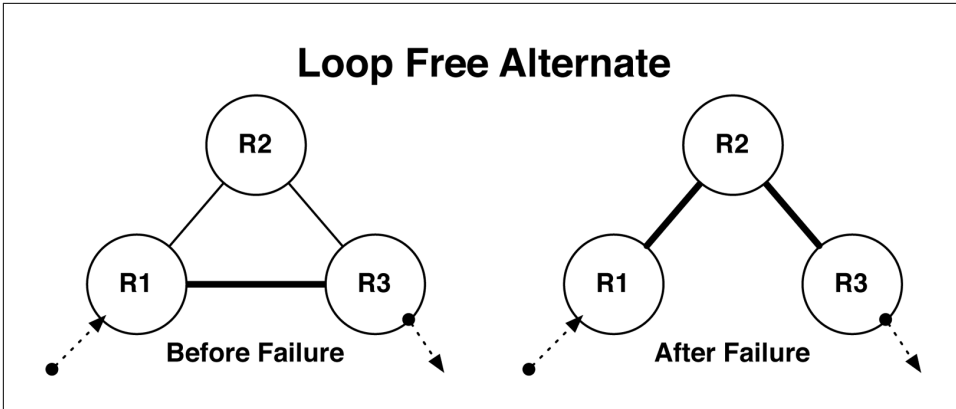 Loop Free Alternate
R2
R1
R3
Before Failure
R2
R1
R3
After Failure